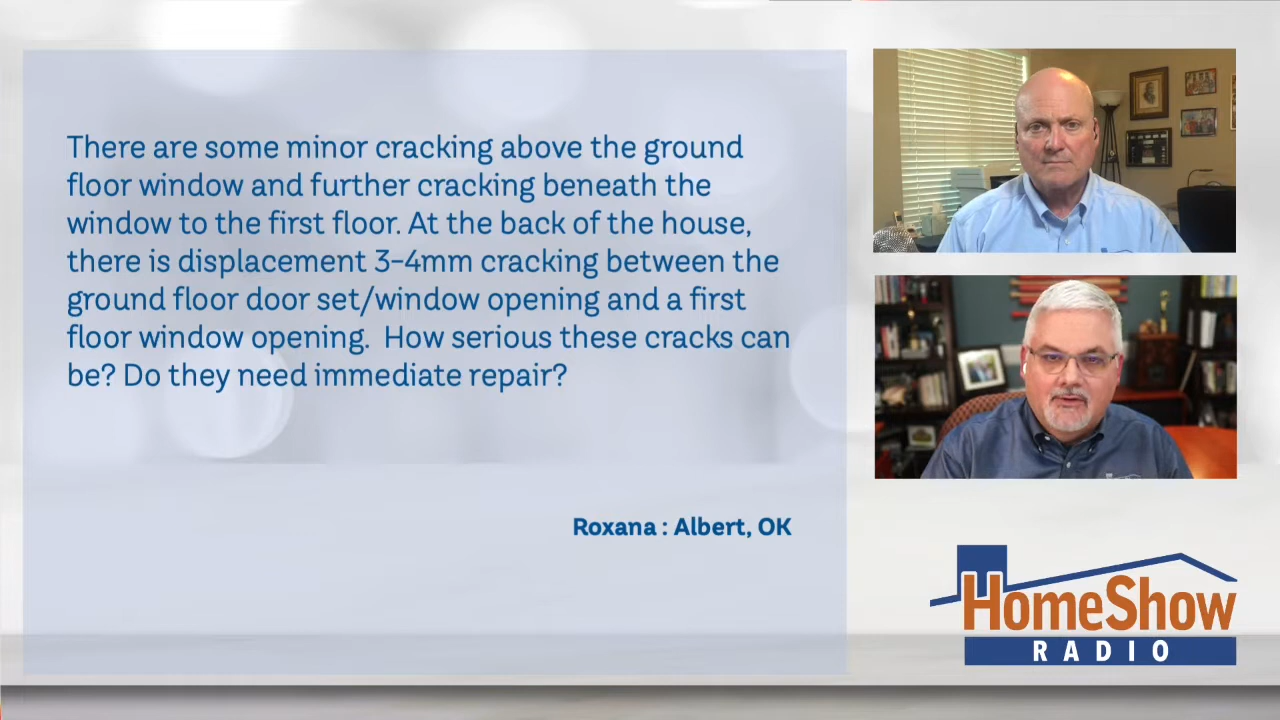 There are some minor cracking above the ground
floor window and further cracking beneath the
window to the first floor. At the back of the house,
there is displacement 3-4mm cracking between the
ground floor door set/window opening and a first
floor window opening.  How serious these cracks can
be? Do they need immediate repair?
Roxana : Albert, OK
HomeShow
RADIO